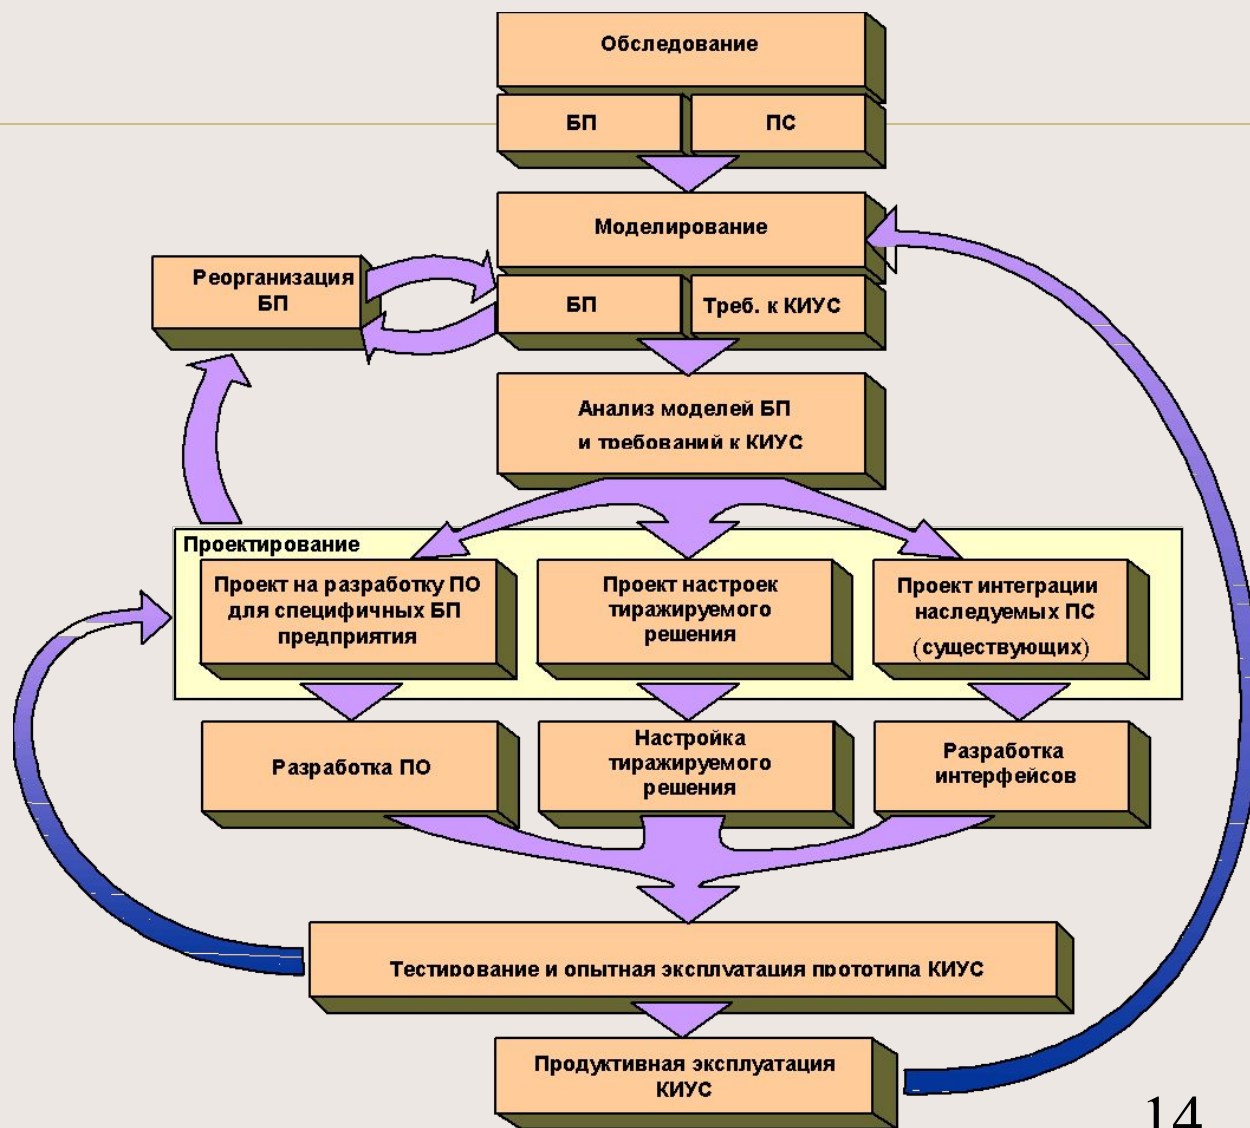 Обследование
БП
ПС
Моделирование
Реорганизация
БП
БП
Треб. к КИУС
Анализ моделей БП
и требований к КИУС
Проектирование
Проект на разработку ПО
для специфичных БП
предприятия
Проект настроек
тиражируемого
решения
Проект интеграции
наследуемых ПС
(существующих)
Разработка ПО
Настройка
тиражируемого
решения
Разработка
интерфейсов
Тестирование и опытная эксплуатация прототипа КИУС
Продуктивная эксплуатация
КИУС
14